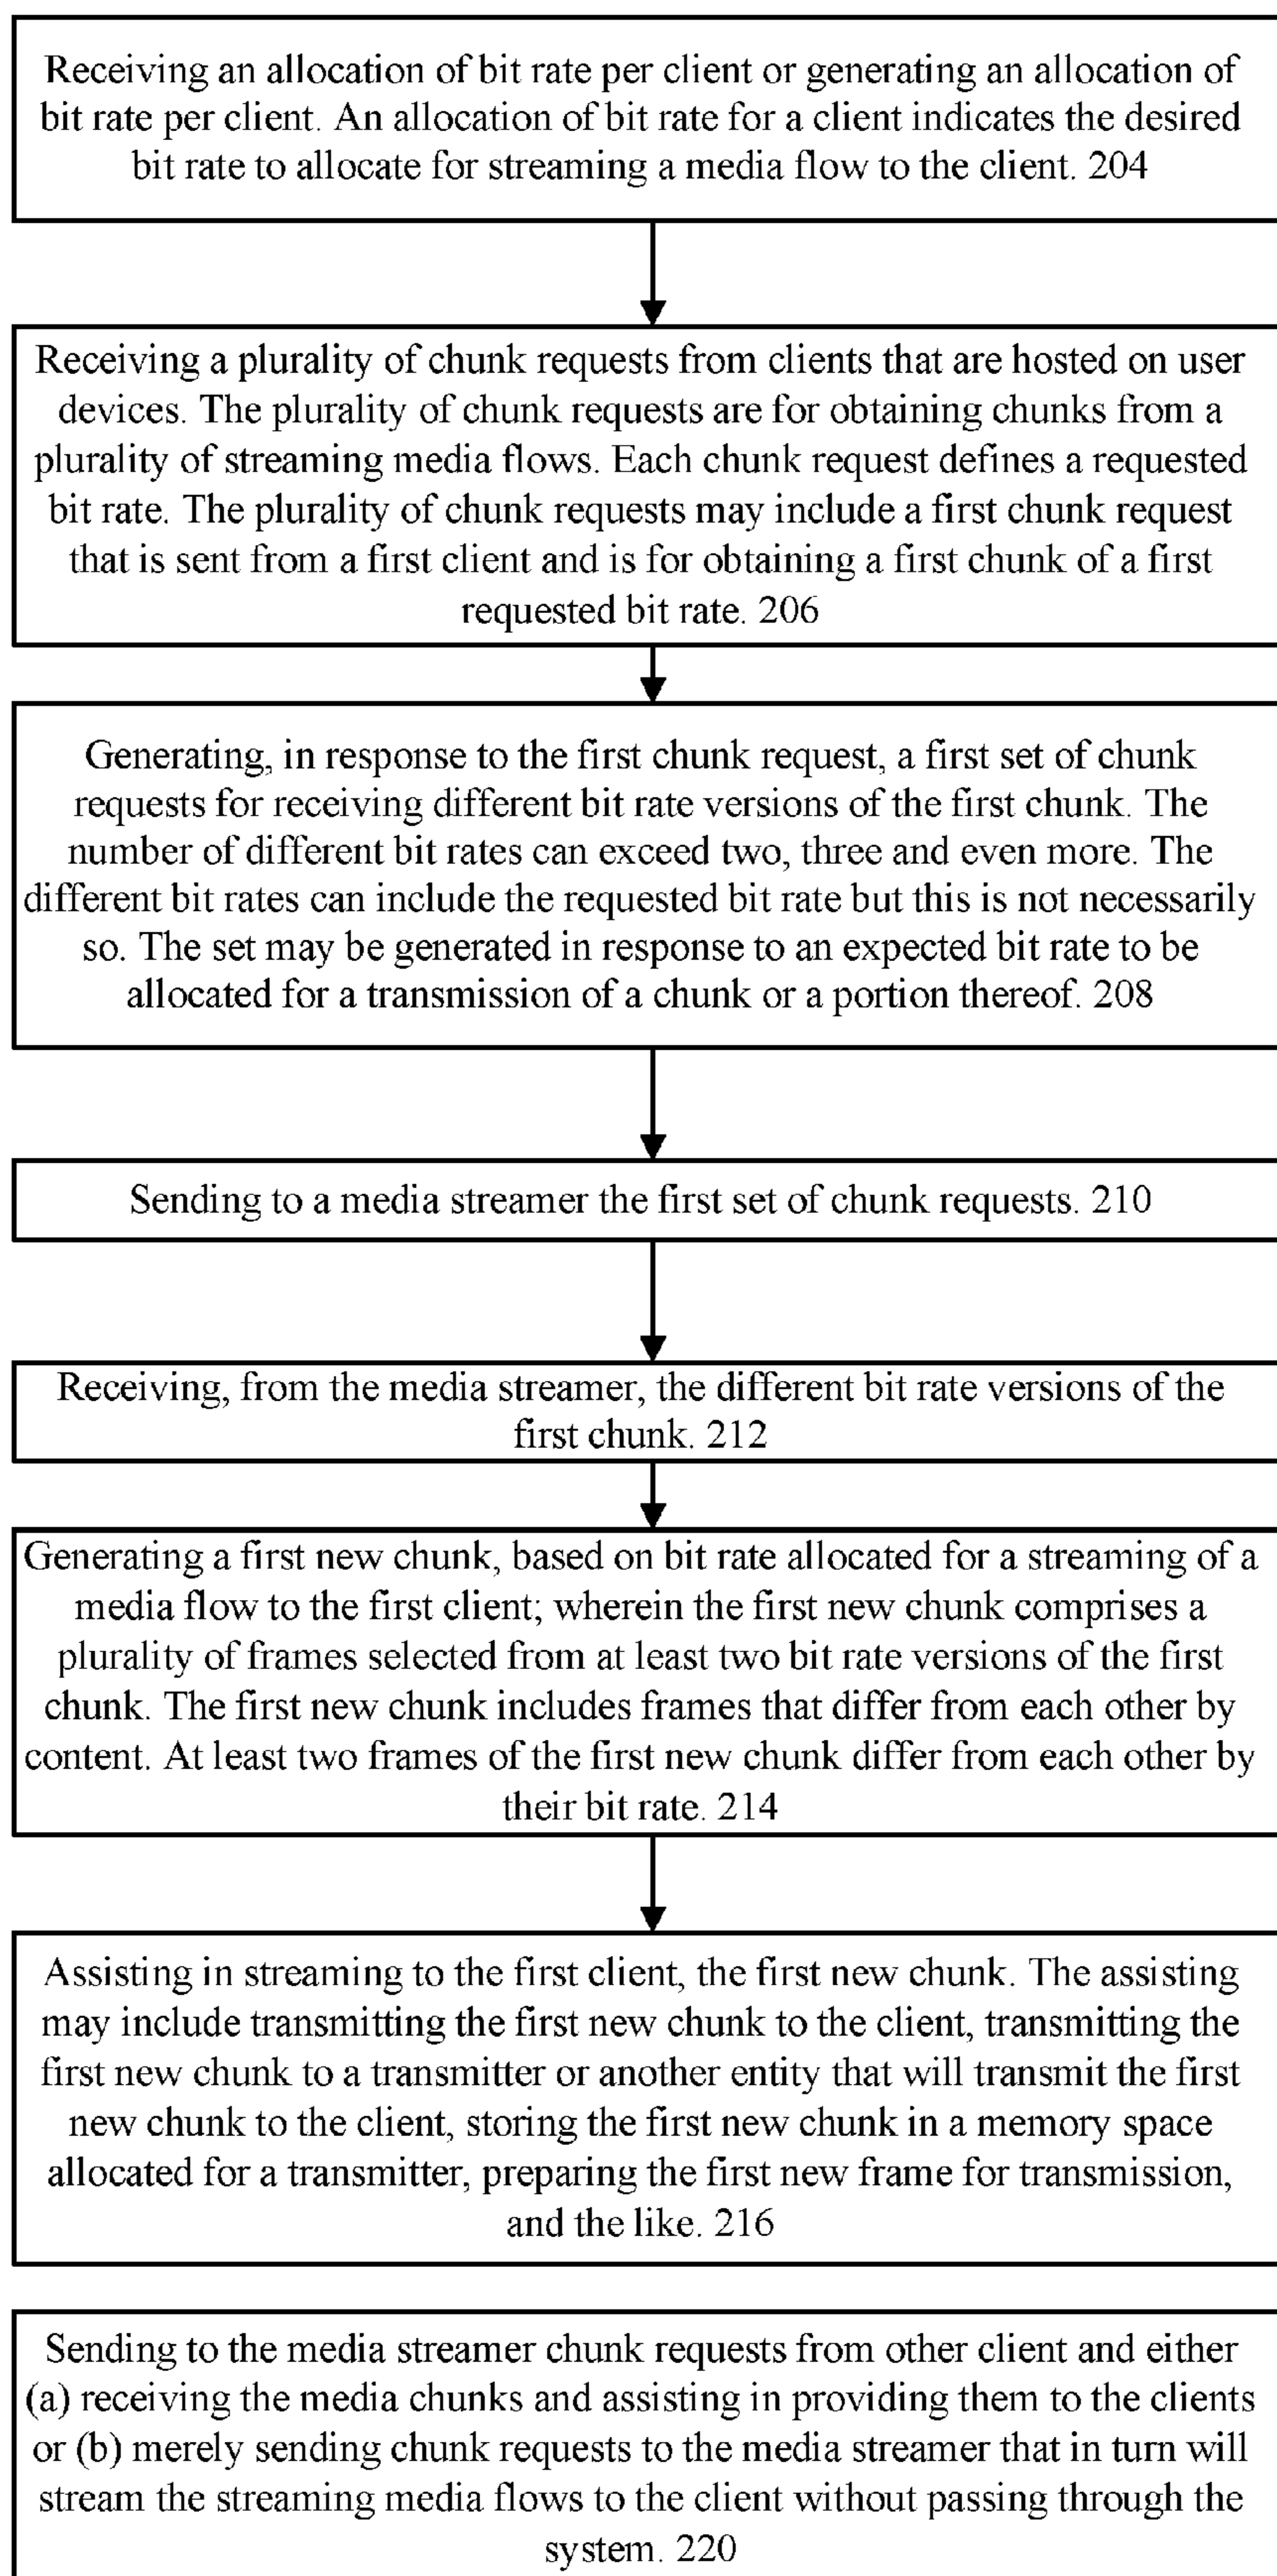 Receiving an allocation of bit rate per client or generating an allocation of
bit rate per client. An allocation of bit rate for a client indicates the desired
bit rate to allocate for streaming a media flow to the client. 204
Receiving a plurality of chunk requests from clients that are hosted on user
devices. The plurality of chunk requests are for obtaining chunks from a
plurality of streaming media flows. Each chunk request defines a requested
bit rate. The plurality of chunk requests may include a first chunk request
that is sent from a first client and is for obtaining a first chunk of a first
requested bit rate. 206
Generating, in response to the first chunk request, a first set of chunk
requests for receiving different bit rate versions of the first chunk. The
number of different bit rates can exceed two, three and even more. The
different bit rates can include the requested bit rate but this is not necessarily
so. The set may be generated in response to an expected bit rate to be
allocated for a transmission of a chunk or a portion thereof. 208
Sending to a media streamer the first set of chunk requests. 210
Receiving, from the media streamer, the different bit rate versions of the
first chunk. 212
Generating a first new chunk, based on bit rate allocated for a streaming of a
media flow to the first client; wherein the first new chunk comprises a
plurality of frames selected from at least two bit rate versions of the first
chunk. The first new chunk includes frames that differ from each other by
content. At least two frames of the first new chunk differ from each other by
their bit rate. 214
Assisting in streaming to the first client, the first new chunk. The assisting
may include transmitting the first new chunk to the client, transmitting the
first new chunk to a transmitter or another entity that will transmit the first
new chunk to the client, storing the first new chunk in a memory space
allocated for a transmitter, preparing the first new frame for transmission,
and the like. 216
Sending to the media streamer chunk requests from other client and either
(a) receiving the media chunks and assisting in providing them to the clients
or (b) merely sending chunk requests to the media streamer that in turn will
stream the streaming media flows to the client without passing through the
system. 220